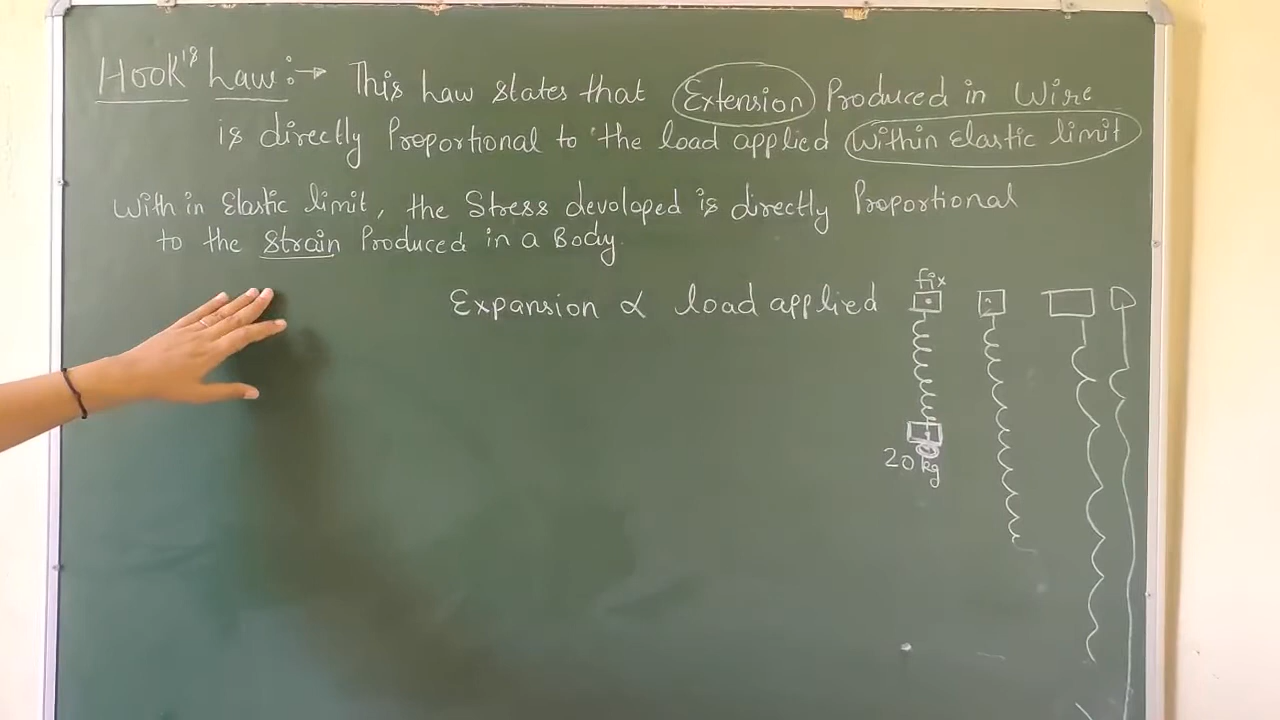 Hook's Law :→ This Law states that Extension Produced in Wire
is directly Proportional to the load applied Within Elastic limit
With in Elastic limit, the Stress devoloped is directly Proportional
to the strain Produced in a Body.
Expansion ∝ load applied
fix
20 kg